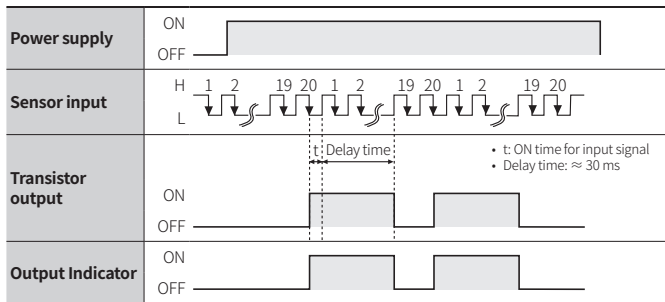 Power supply
ON
OFF
Sensor input
H
L
1 2 19 20 1 2 19 20 1 2 19 20
Transistor
output
t Delay time
• t: ON time for input signal
• Delay time: ≈ 30 ms
ON
OFF
Output Indicator
ON
OFF